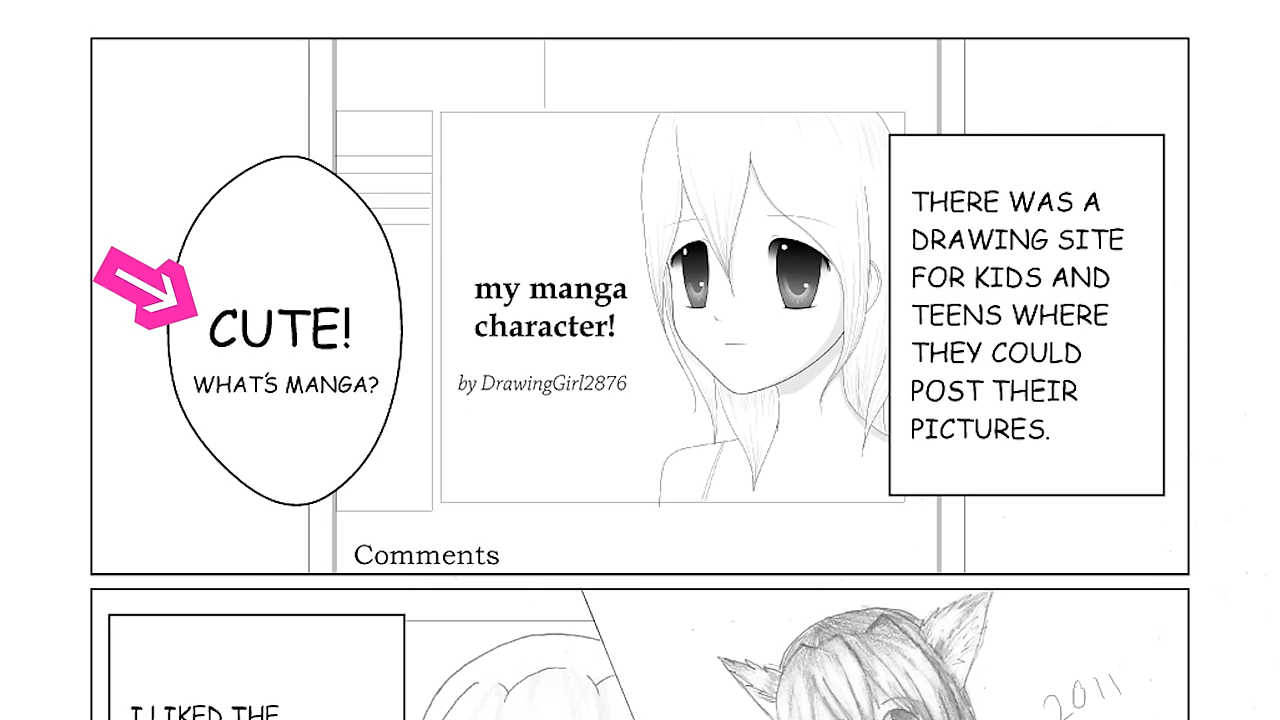 CUTE!
WHAT'S MANGA?
my manga
character!
by DrawingGirl2876
THERE WAS A
DRAWING SITE
FOR KIDS AND
TEENS WHERE
THEY COULD
POST THEIR
PICTURES.
Comments
I LIKED THE
2011